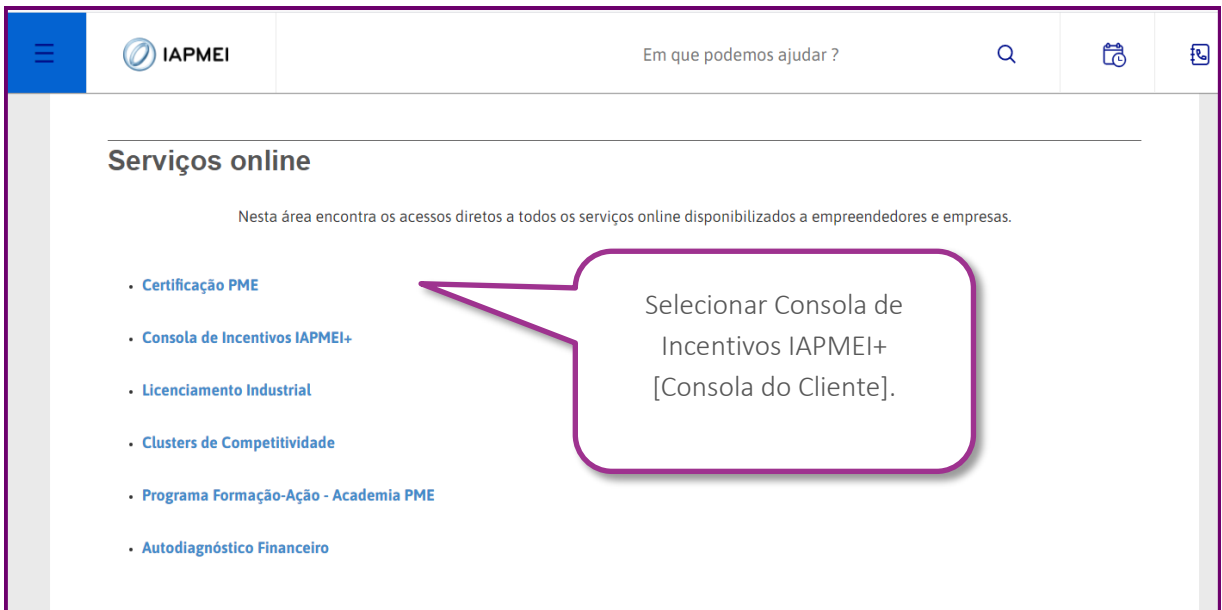 IAPMEI
Em que podemos ajudar ?
Serviços online
Nesta área encontra os acessos diretos a todos os serviços online disponibilizados a empreendedores e empresas.
• Certificação PME
• Consola de Incentivos IAPMEI+
• Licenciamento Industrial
• Clusters de Competitividade
• Programa Formação-Ação - Academia PME
• Autodiagnóstico Financeiro
Selecionar Consola de
Incentivos IAPMEI+
[Consola do Cliente].